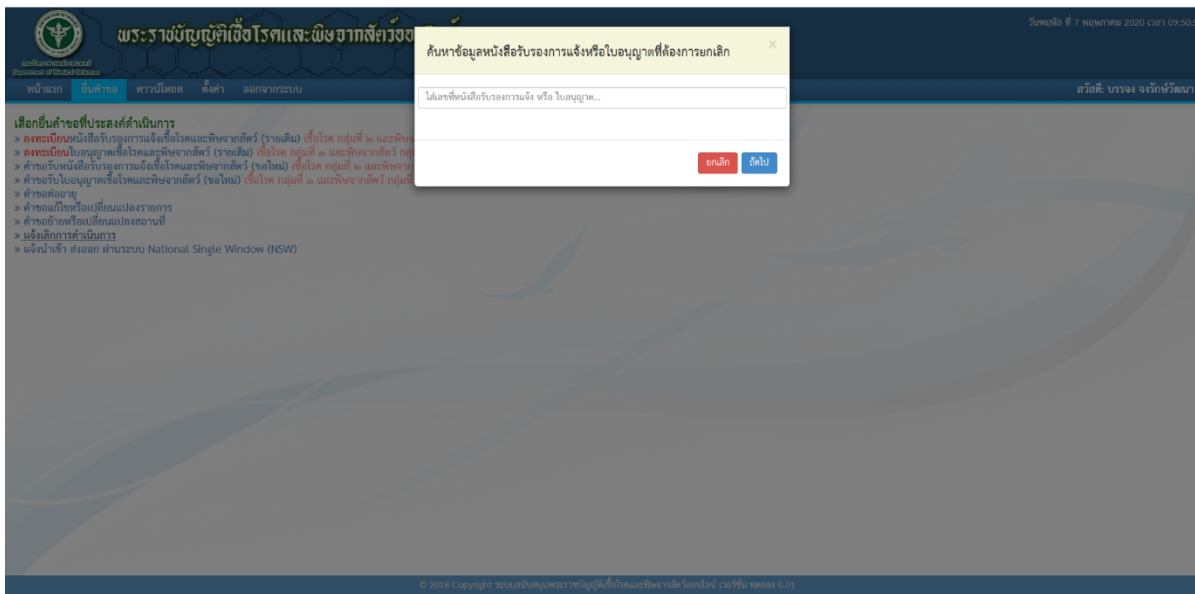 วันพฤหัส ที่ 7 พฤษภาคม 2020 เวลา 09:50:
พระราชบัญญัติเชื้อโรคและพิษจากสัตว์ออ
กรมวิทยาศาสตร์การแพทย์
Department of Medical Sciences
หน้าแรก ยื่นคำขอ ดาวน์โหลด ตั้งค่า ออกจากระบบ
สวัสดี: บรรจง จงรักษ์วัฒนา
ค้นหาข้อมูลหนังสือรับรองการแจ้งหรือใบอนุญาตที่ต้องการยกเลิก ×
ใส่เลขที่หนังสือรับรองการแจ้ง หรือ ใบอนุญาต...
ยกเลิก ถัดไป
เลือกยื่นคำขอที่ประสงค์ดำเนินการ
» ลงทะเบียนหนังสือรับรองการแจ้งเชื้อโรคและพิษจากสัตว์ (รายเดิม) เชื้อโรค กลุ่มที่ ๒ และพิษจ
» ลงทะเบียนใบอนุญาตเชื้อโรคและพิษจากสัตว์ (รายเดิม) เชื้อโรค กลุ่มที่ ๓ และพิษจากสัตว์ กลุ่
» คำขอรับหนังสือรับรองการแจ้งเชื้อโรคและพิษจากสัตว์ (ขอใหม่) เชื้อโรค กลุ่มที่ ๒ และพิษจาก
» คำขอรับใบอนุญาตเชื้อโรคและพิษจากสัตว์ (ขอใหม่) เชื้อโรค กลุ่มที่ ๓ และพิษจากสัตว์ กลุ่มที่
» คำขอต่ออายุ
» คำขอแก้ไขหรือเปลี่ยนแปลงรายการ
» คำขอย้ายหรือเปลี่ยนแปลงสถานที่
» แจ้งเลิกการดำเนินการ
» แจ้งนำเข้า ส่งออก ผ่านระบบ National Single Window (NSW)
© 2018 Copyright ระบบสนับสนุนพระราชบัญญัติเชื้อโรคและพิษจากสัตว์ออนไลน์ เวอร์ชั่น ทดลอง 0.01